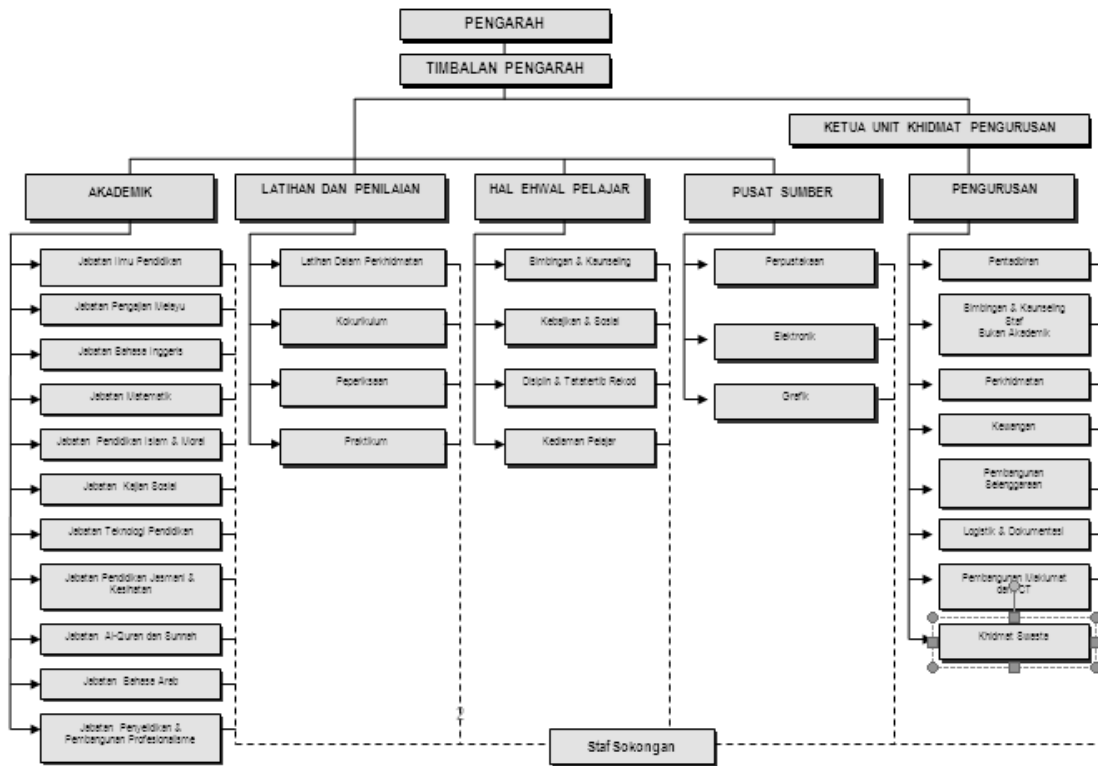 PENGARAH
TIMBALAN PENGARAH
KETUA UNIT KHIDMAT PENGURUSAN
AKADEMIK
Jabatan Ilmu Pendidikan
Jabatan Pengajian Melayu
Jabatan Bahasa Inggeris
Jabatan Matematik
Jabatan Pendidikan Islam & Moral
Jabatan Kajian Sosial
Jabatan Teknologi Pendidikan
Jabatan Pendidikan Jasmani &
Kesihatan
Jabatan Al-Quran dan Sunnah
Jabatan Bahasa Arab
Jabatan Penyelidikan &
Pembangunan Profesionalisme
LATIHAN DAN PENILAIAN
Latihan Dalam Perkhidmatan
Kokurikulum
Peperiksaan
Praktikum
HAL EHWAL PELAJAR
Bimbingan & Kaunseling
Kebajikan & Sosial
Disiplin & Tatatertib Rekod
Kediaman Pelajar
PUSAT SUMBER
Perpustakaan
Elektronik
Grafik
PENGURUSAN
Pentadbiran
Bimbingan & Kaunseling
Staf
Bukan Akademik
Perkhidmatan
Kewangan
Pembangunan
Selenggaraan
Logistik & Dokumentasi
Pembangunan Maklumat
dan ICT
Khidmat Swasta
2
Staf Sokongan